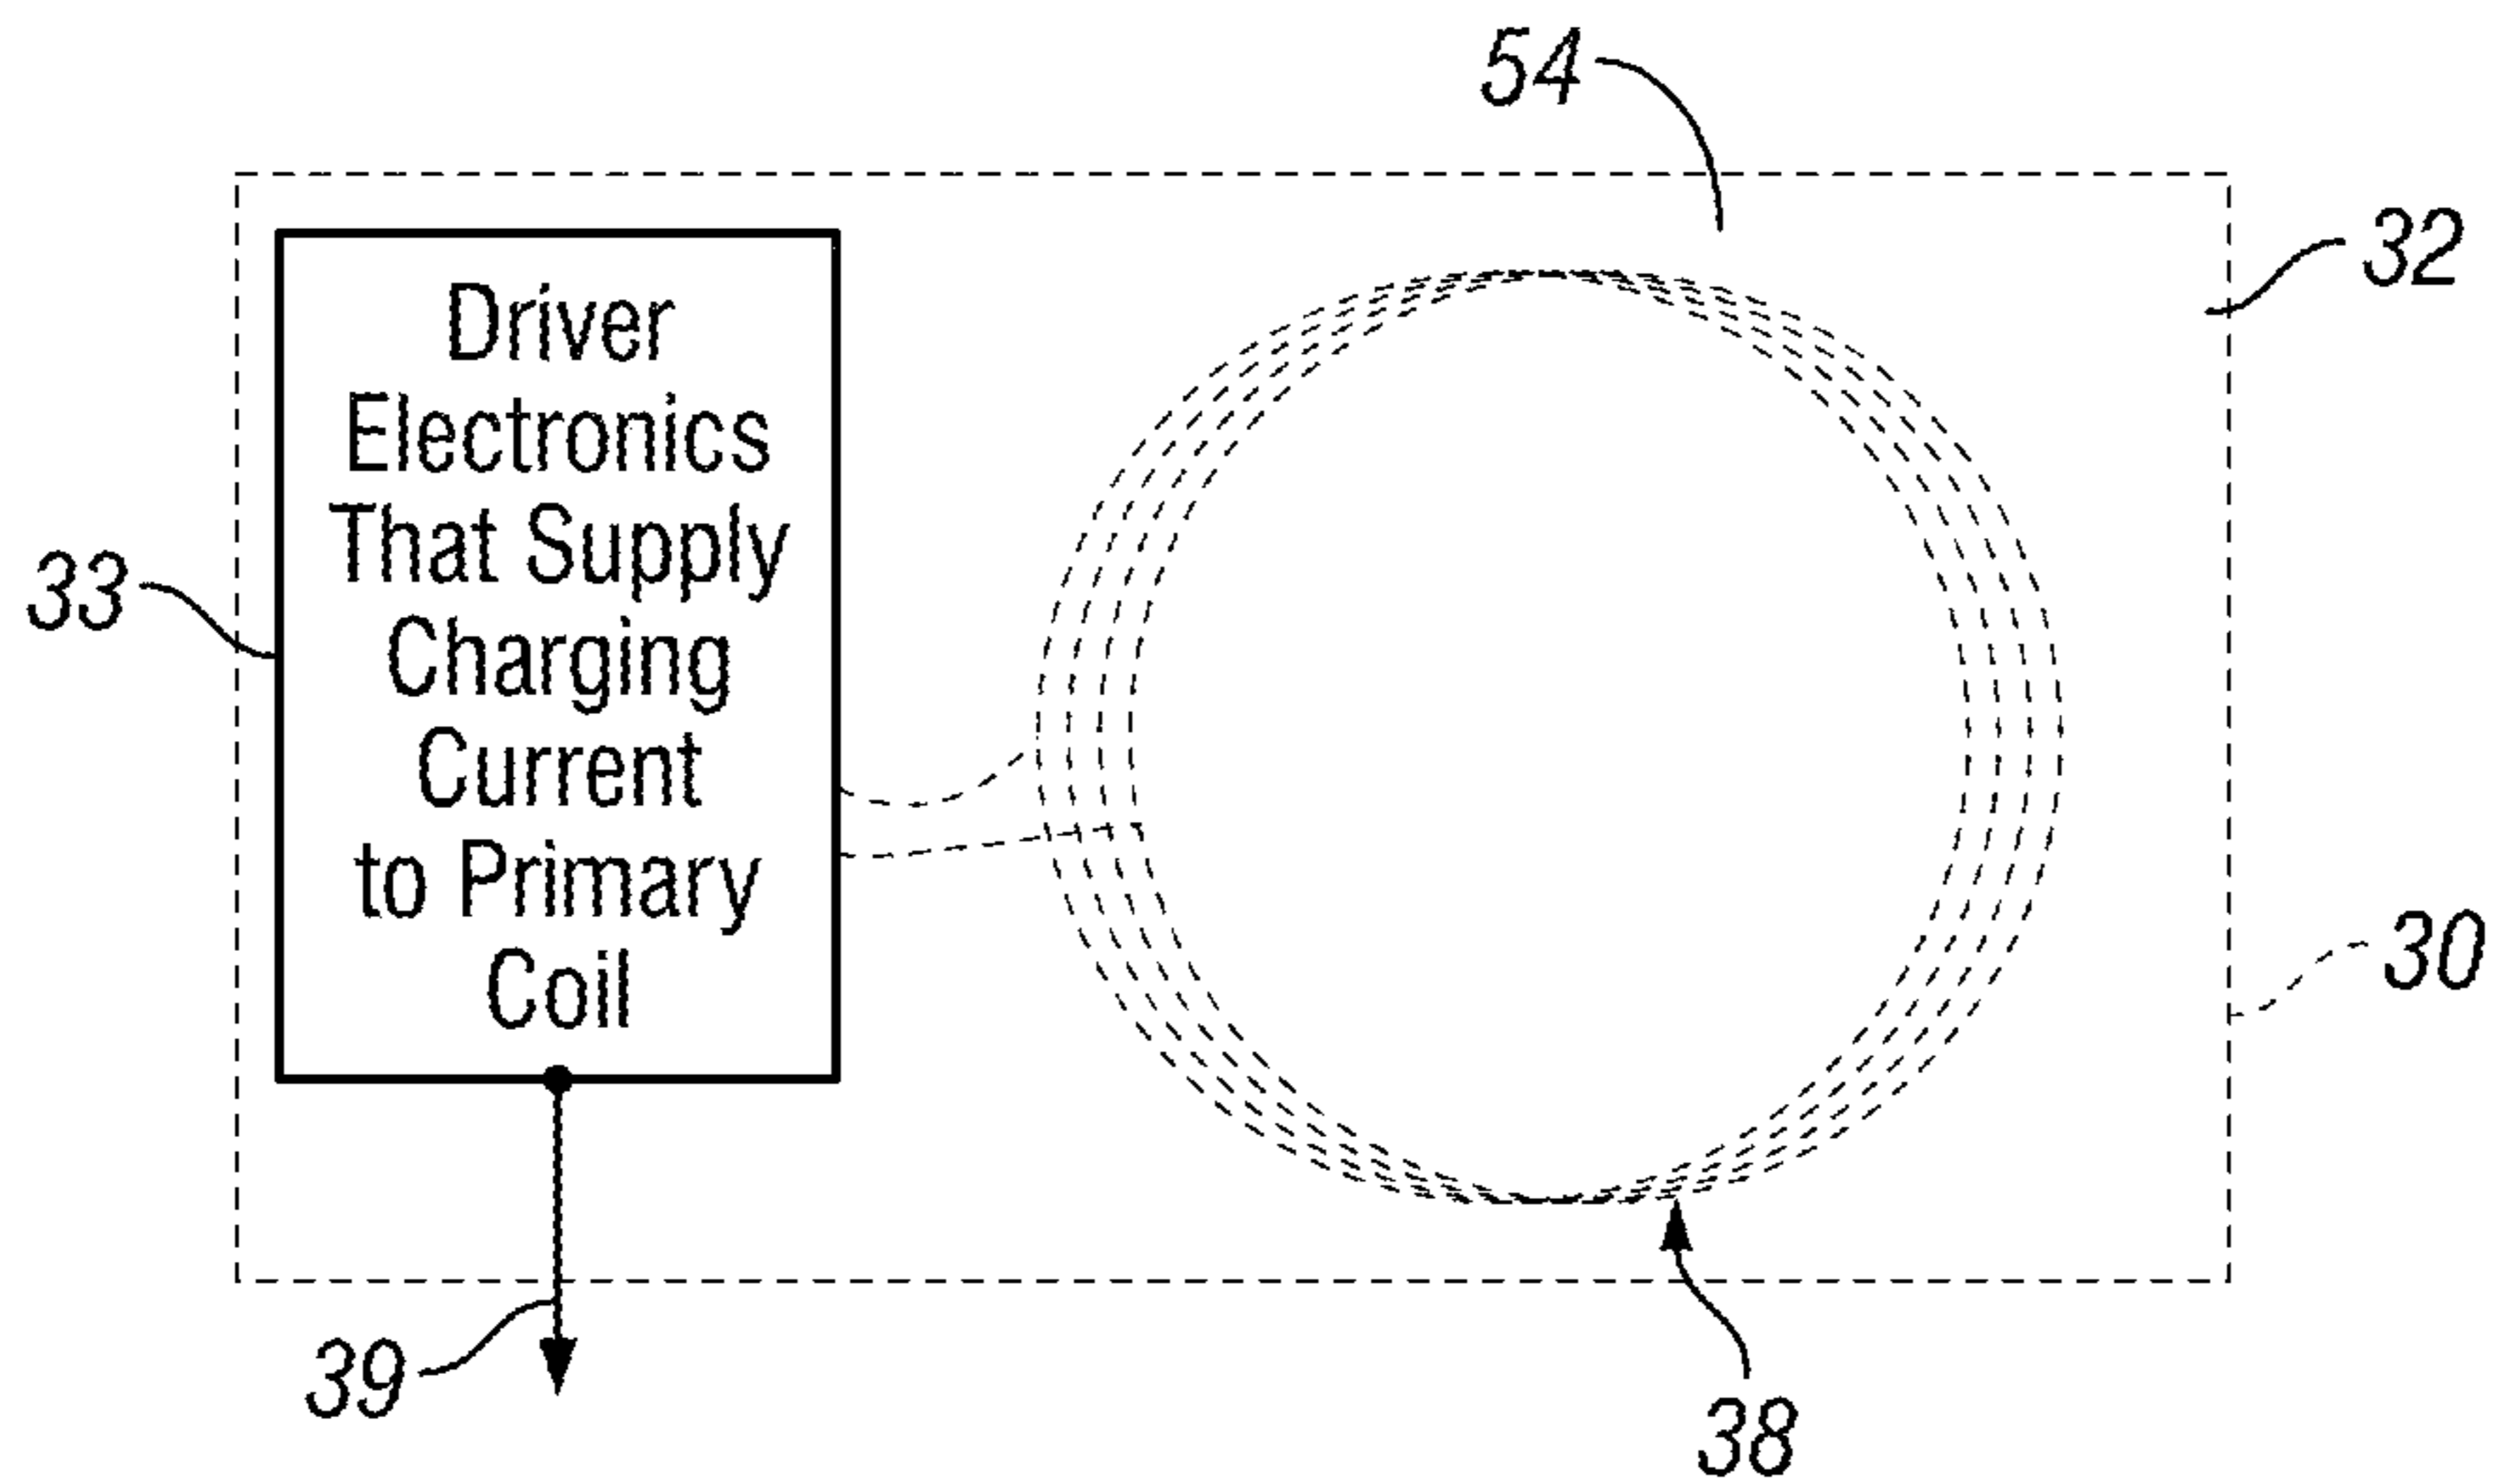 54
32
Driver
Electronics
That Supply
Charging
Current
to Primary
Coil
33
30
39
38